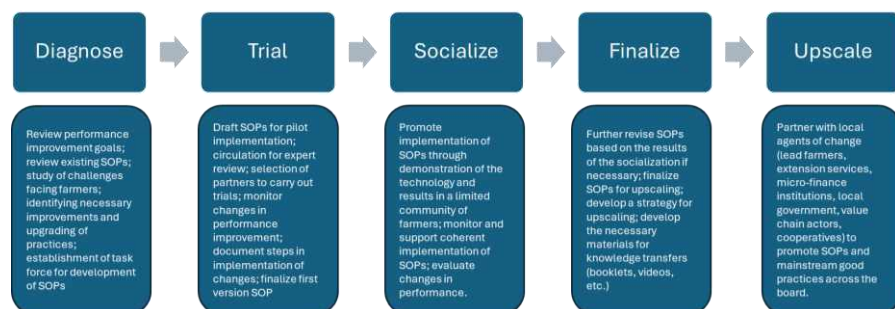 Diagnose
Trial
Socialize
Finalize
Upscale
Review performance
improvement goals;
review existing SOPs;
study of challenges
facing farmers;
identifying necessary
improvements and
upgrading of
practices;
establishment of task
force for development
of SOPs
Draft SOPs for pilot
implementation;
circulation for expert
review; selection of
partners to carry out
trials; monitor
changes in
performance
improvement;
document steps in
implementation of
changes; finalize first
version SOP
Promote
implementation of
SOPs through
demonstration of the
technology and
results in a limited
community of
farmers; monitor and
support coherent
implementation of
SOPs; evaluate
changes in
performance.
Further revise SOPs
based on the results
of the socialization if
necessary; finalize
SOPs for upscaling;
develop a strategy for
upscaling; develop
the necessary
materials for
knowledge transfers
(booklets, videos,
etc.)
Partner with local
agents of change
(lead farmers,
extension services,
micro-finance
institutions, local
government, value
chain actors,
cooperatives) to
promote SOPs and
mainstream good
practices across the
board.